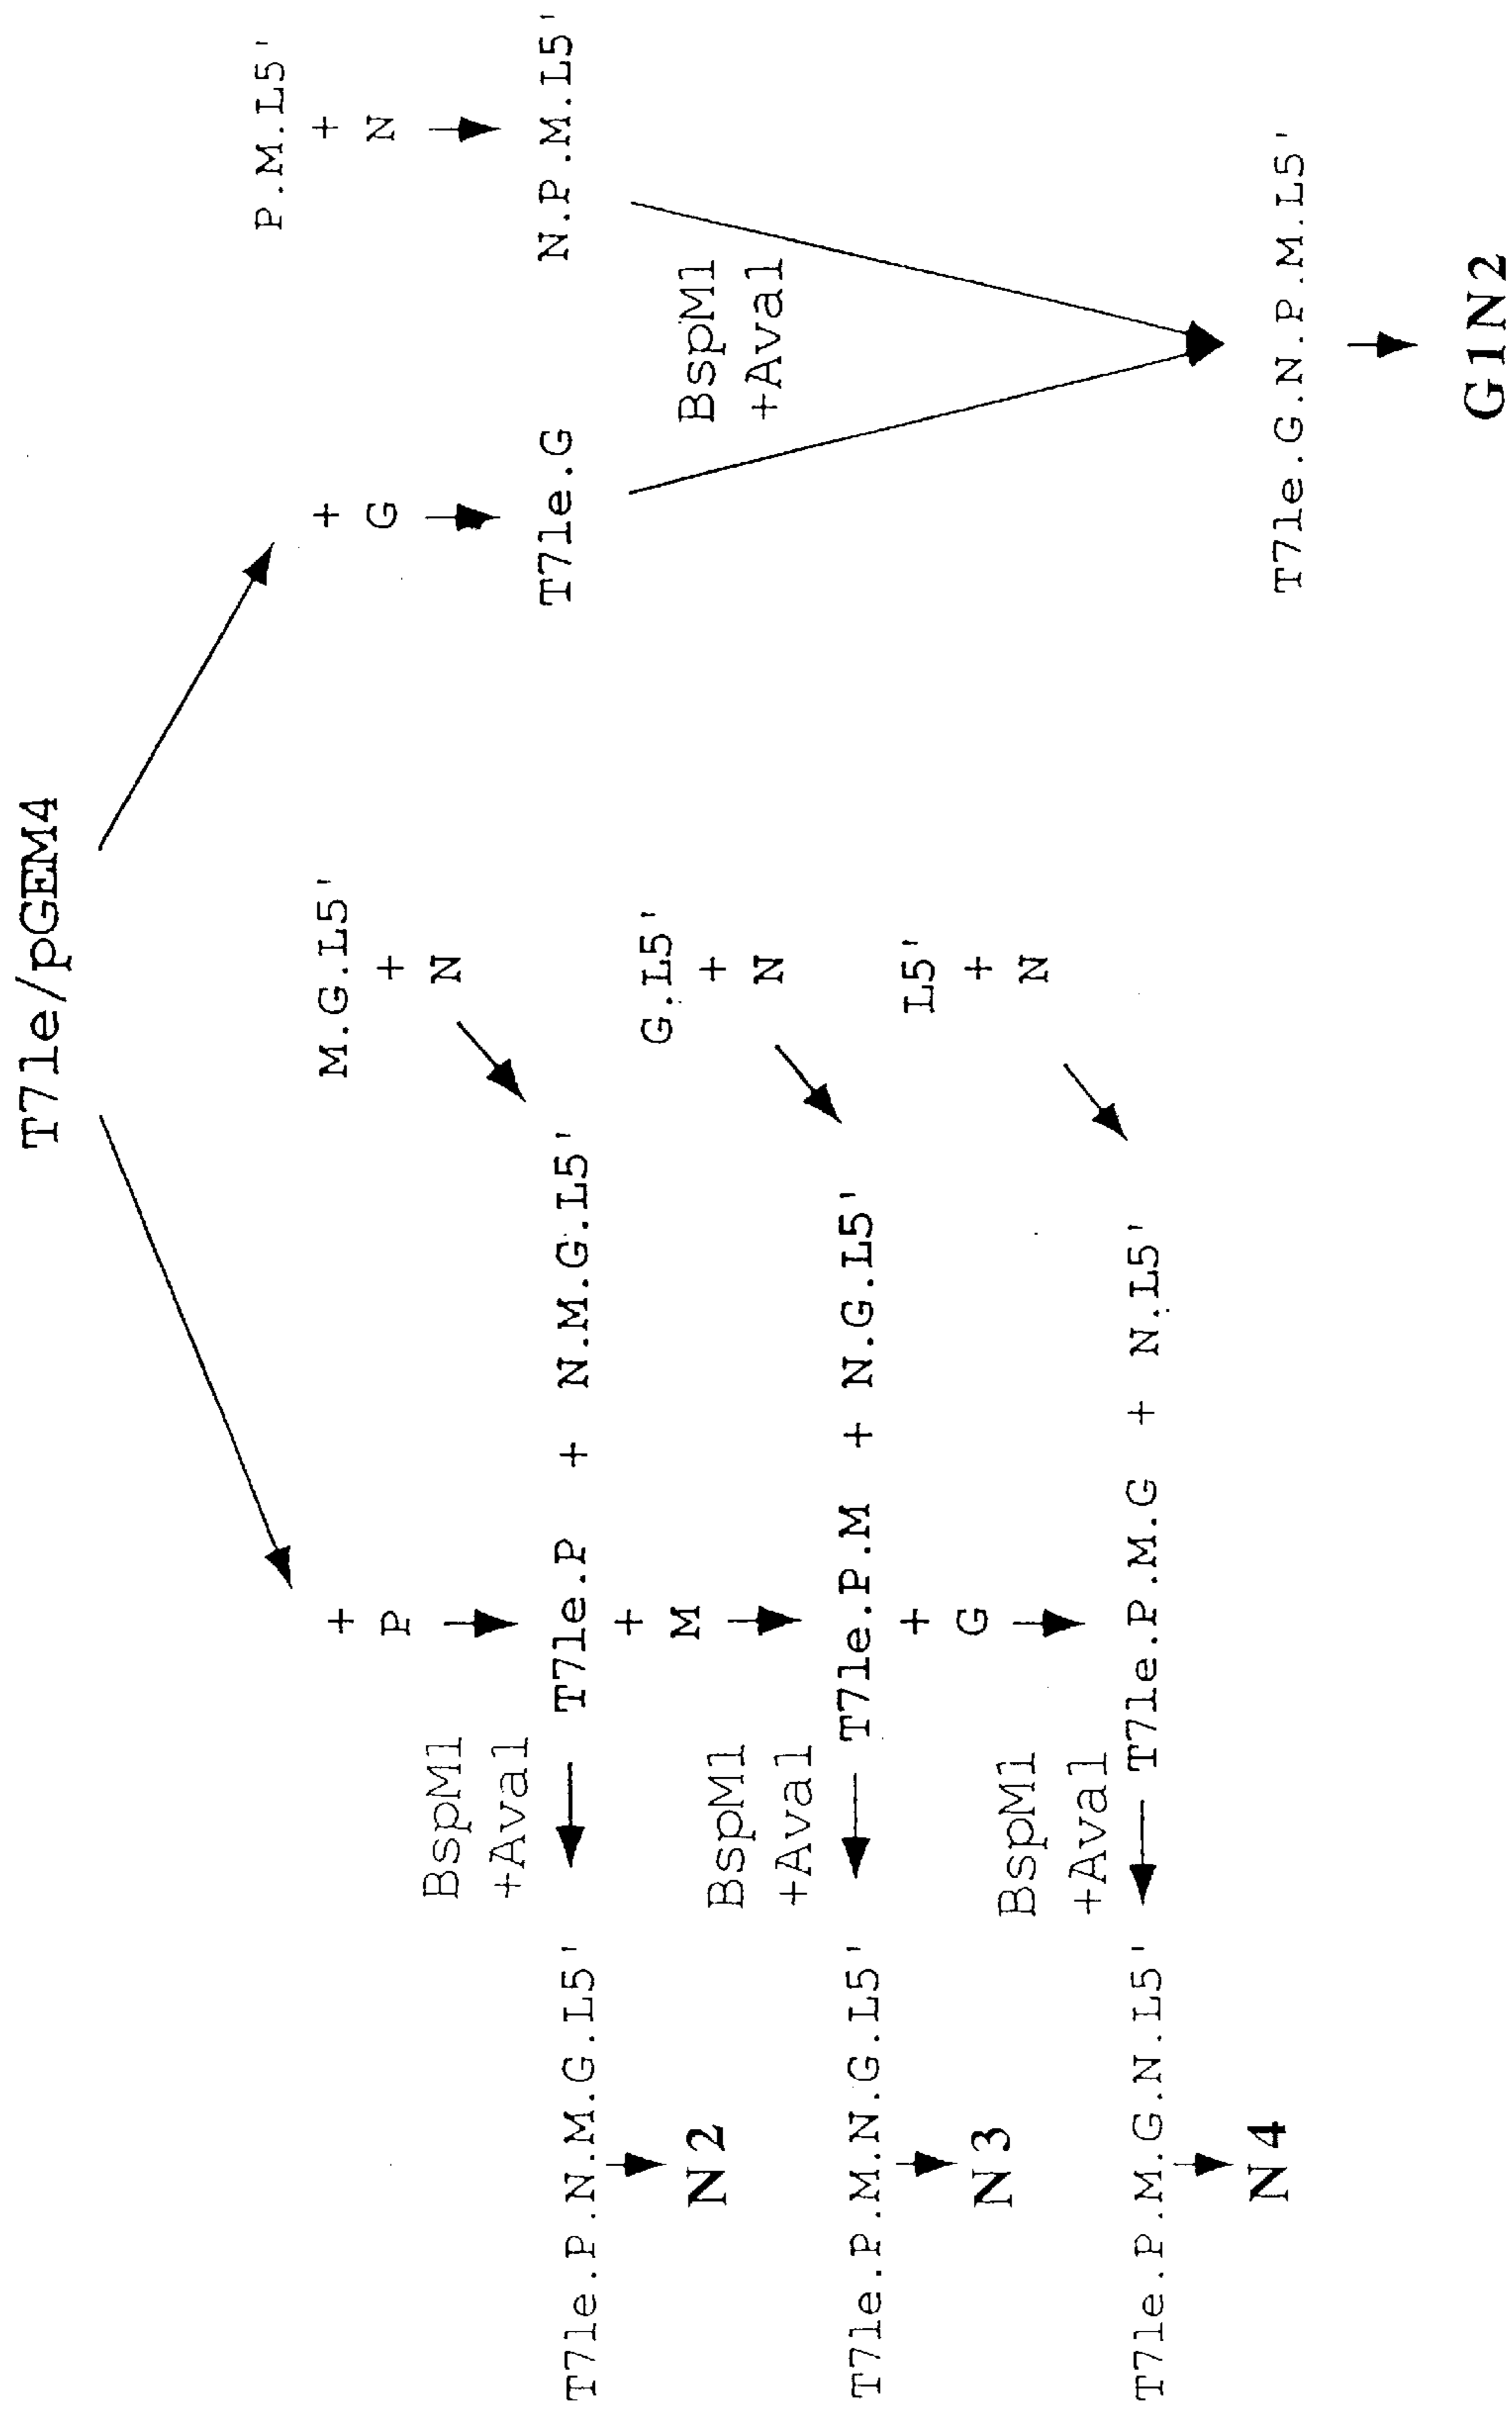 T7le/pGEM4
+
P
T7le.P + N.M.G.L5'
M.G.L5'
+
N
BspM1
+Ava1
T7le.P.N.M.G.L5'
N2
+
M
T7le.P.M + N.G.L5'
G.L5'
+
N
BspM1
+Ava1
T7le.P.M.N.G.L5'
N3
+
G
T7le.P.M.G + N.L5'
L5'
+
N
BspM1
+Ava1
T7le.P.M.G.N.L5'
N4
+
G
T7le.G
P.M.L5'
+
N
N.P.M.L5'
BspM1
+Ava1
T7le.G.N.P.M.L5'
G1N2